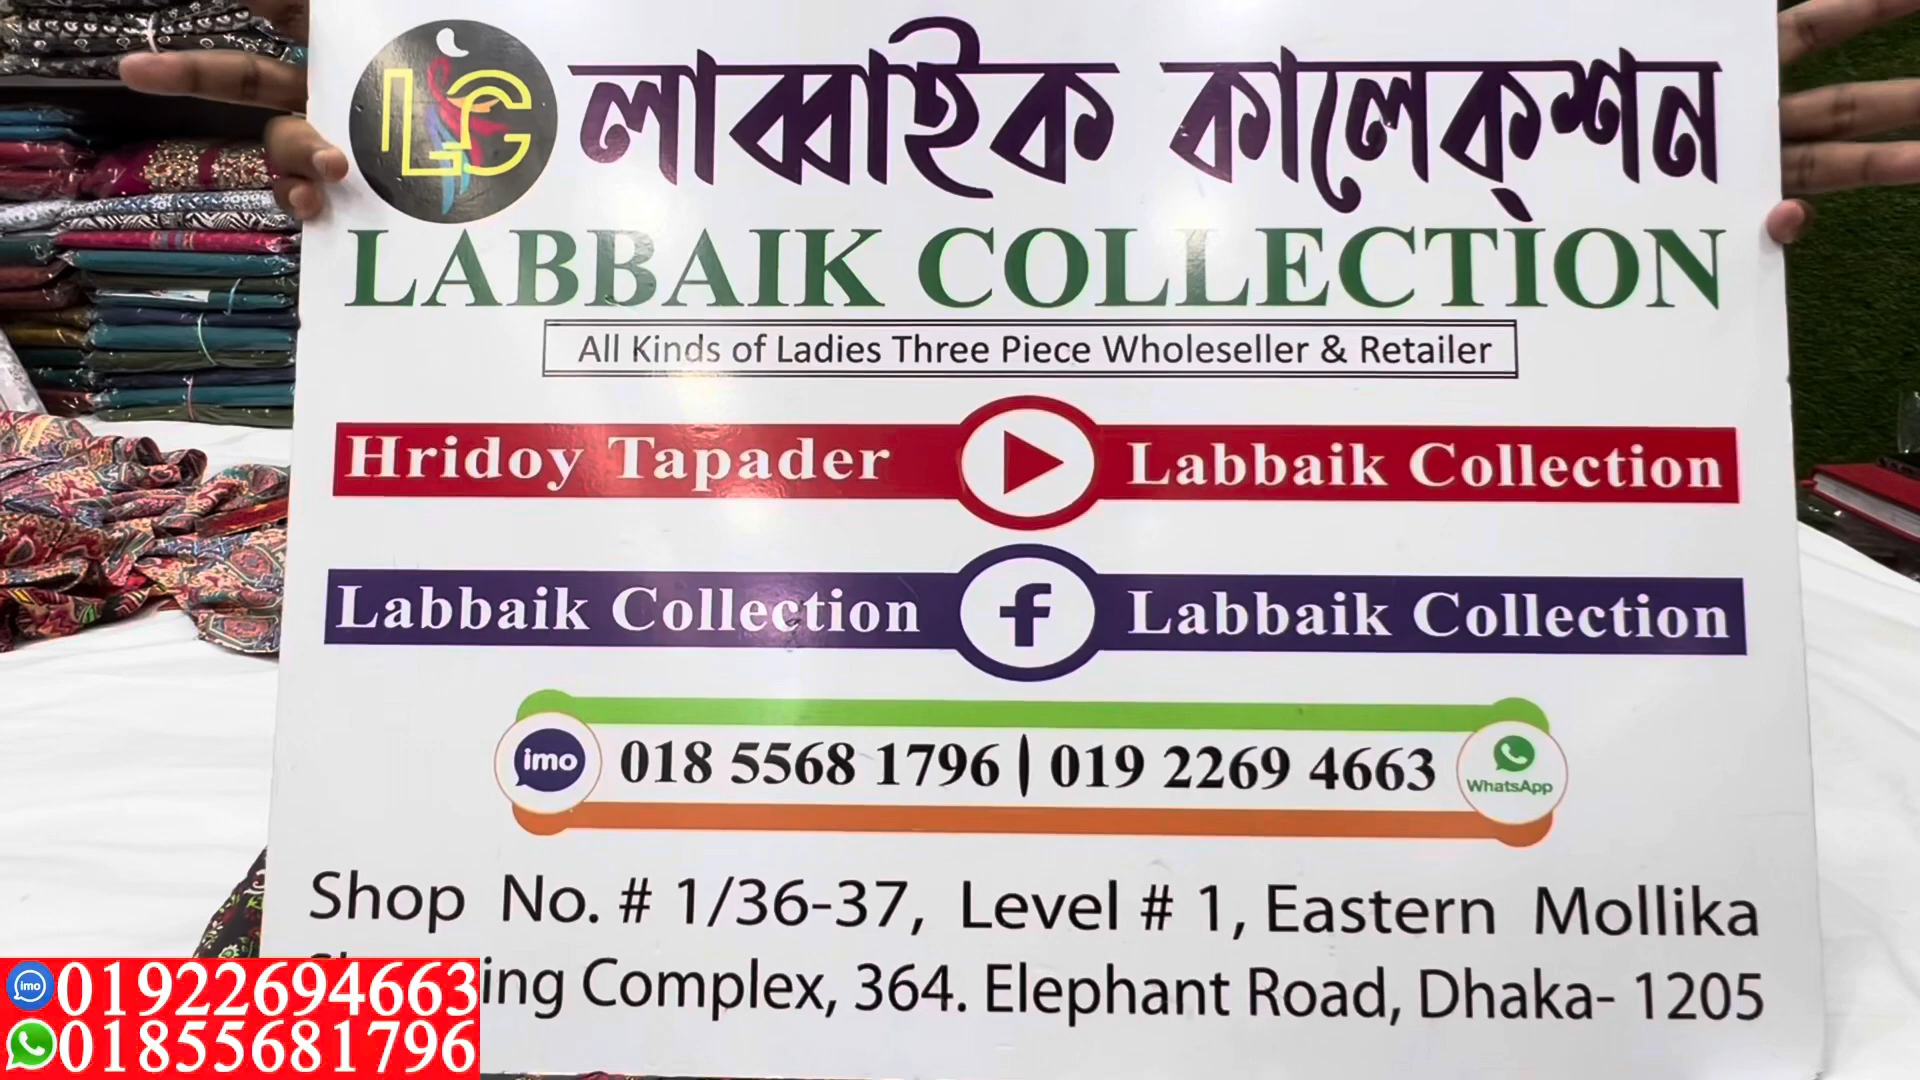 LC
লাব্বাইক কালেক্শন
LABBAIK COLLECTION
All Kinds of Ladies Three Piece Wholeseller & Retailer
Hridoy Tapader Labbaik Collection
Labbaik Collection f Labbaik Collection
imo 018 5568 1796 | 019 2269 4663 WhatsApp
Shop No. # 1/36-37, Level # 1, Eastern Mollika
ing Complex, 364. Elephant Road, Dhaka- 1205
imo 01922694663
01855681796